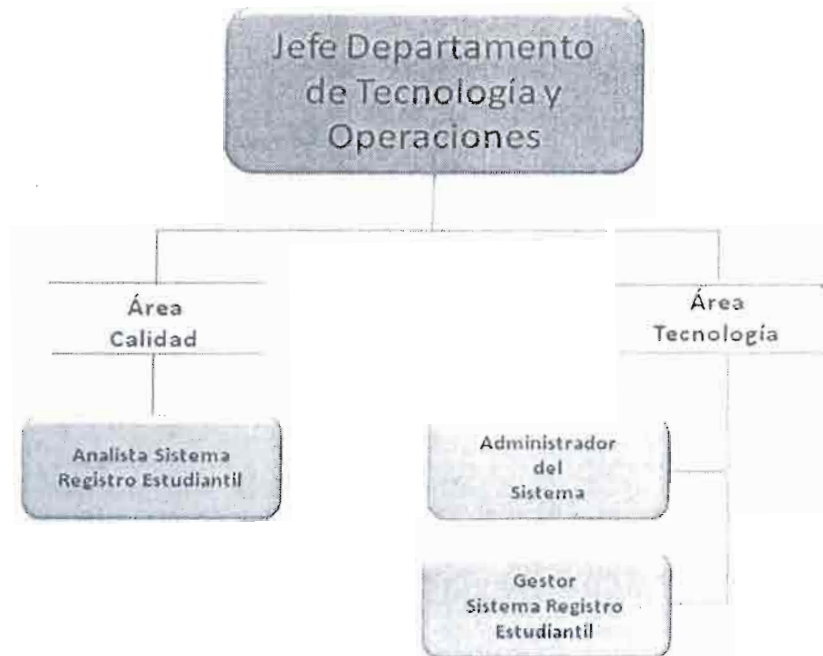 Jefe Departamento
de Tecnología y
Operaciones
Área
Calidad
Área
Tecnología
Analista Sistema
Registro Estudiantil
Administrador
del
Sistema
Gestor
Sistema Registro
Estudiantil